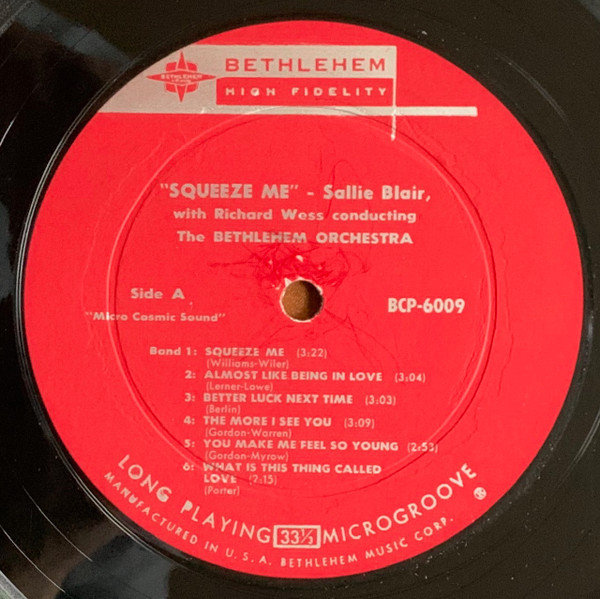 BETHLEHEM
BETHLEHEM
HIGH FIDELITY
"SQUEEZE ME" - Sallie Blair,
with Richard Wess conducting
The BETHLEHEM ORCHESTRA
Side A
BCP-6009
"Micro Cosmic Sound"
Band 1: SQUEEZE ME (3:22)
(Williams-Wiler)
2: ALMOST LIKE BEING IN LOVE (3:04)
(Lerner-Lowe)
3: BETTER LUCK NEXT TIME (3:03)
(Berlin)
4: THE MORE I SEE YOU (3:09)
(Gordon-Warren)
5: YOU MAKE ME FEEL SO YOUNG (2:53)
(Gordon-Myrow)
6: WHAT IS THIS THING CALLED
LOVE (2:15)
(Porter)
LONG PLAYING 33⅓ MICROGROOVE
MANUFACTURED IN U.S.A. BETHLEHEM MUSIC CORP.